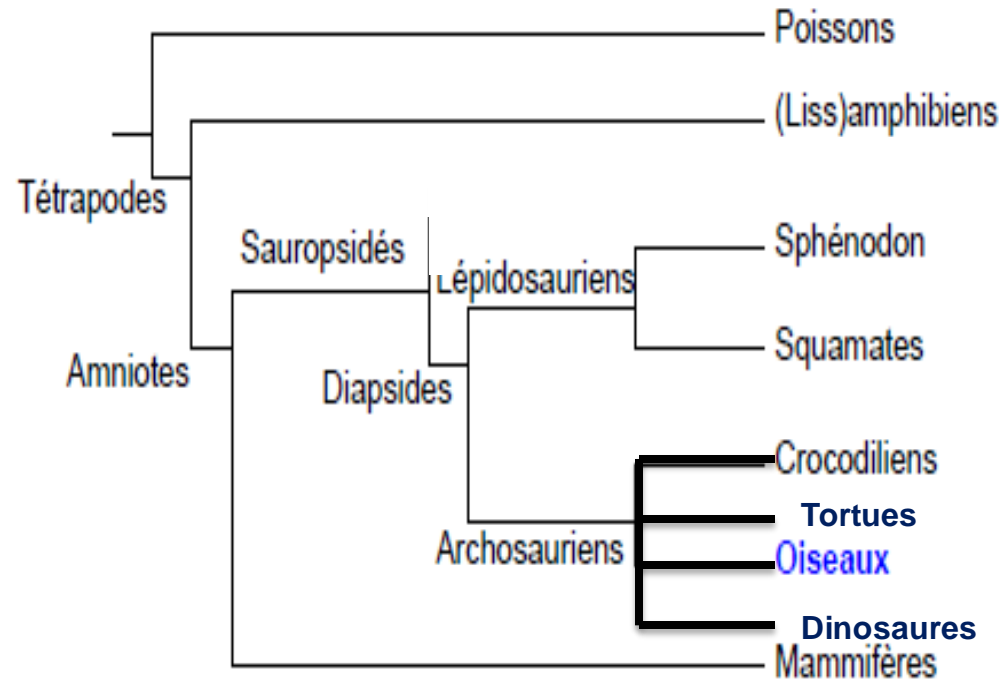 Poissons
(Liss)amphibiens
Tétrapodes
Sauropsidés
Sphénodon
Lépidosauriens
Squamates
Amniotes
Diapsides
Crocodiliens
Tortues
Archosauriens
Oiseaux
Dinosaures
Mammifères